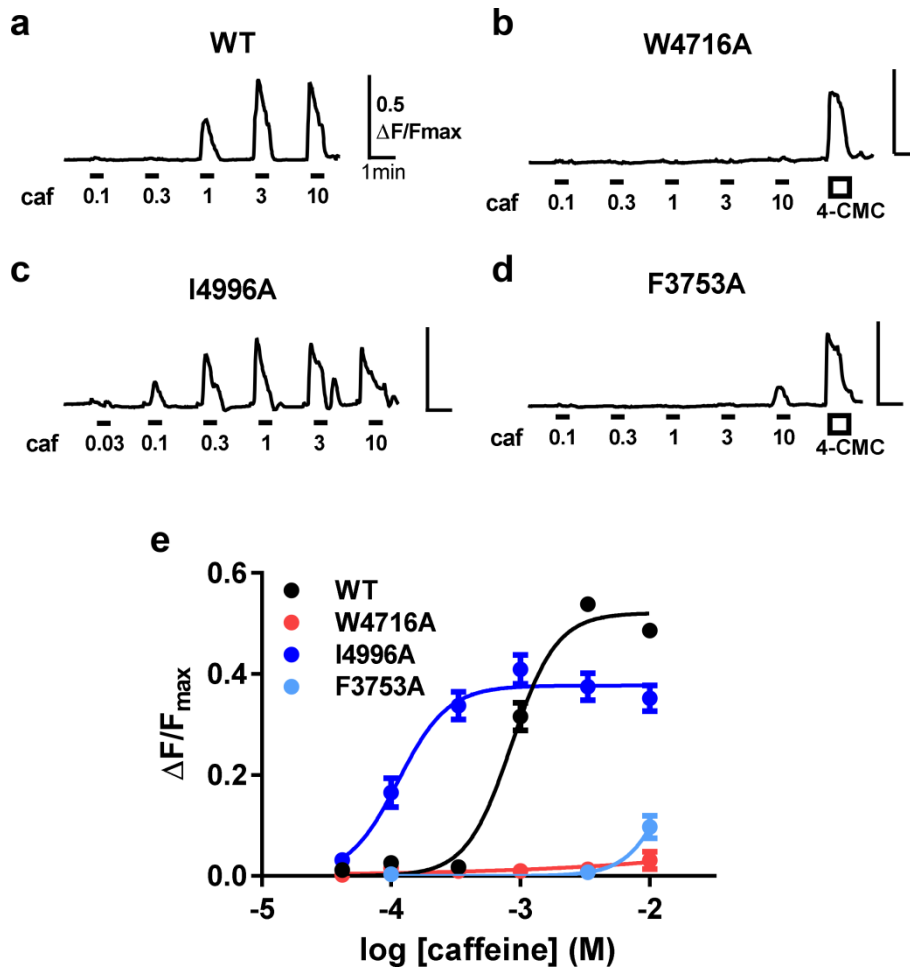 a
WT
0.5
ΔF/Fmax
1min
caf 0.1 0.3 1 3 10
b
W4716A
0.1 0.3 1 3 10
4-CMC
c
I4996A
caf 0.03 0.1 0.3 1 3 10
d
F3753A
0.1 0.3 1 3 10
4-CMC
e
WT
W4716A
I4996A
F3753A
0.6
0.4
0.2
0.0
ΔF/Fmax
-5 -4 -3 -2
log [caffeine] (M)